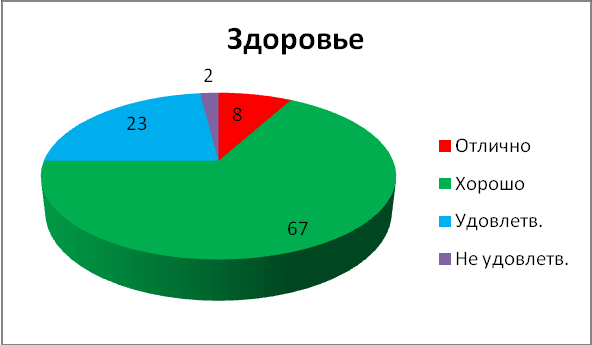 Здоровье
2
8
23
67
Отлично
Хорошо
Удовлетв.
Не удовлетв.